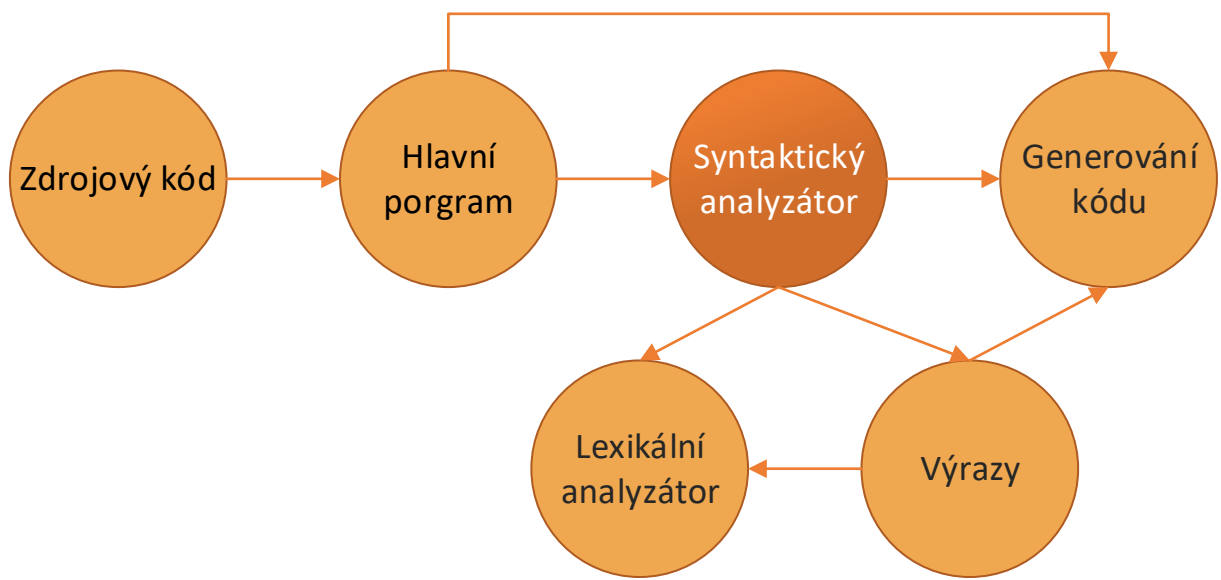 Zdrojový kód
Hlavní
porgram
Syntaktický
analyzátor
Generování
kódu
Lexikální
analyzátor
Výrazy